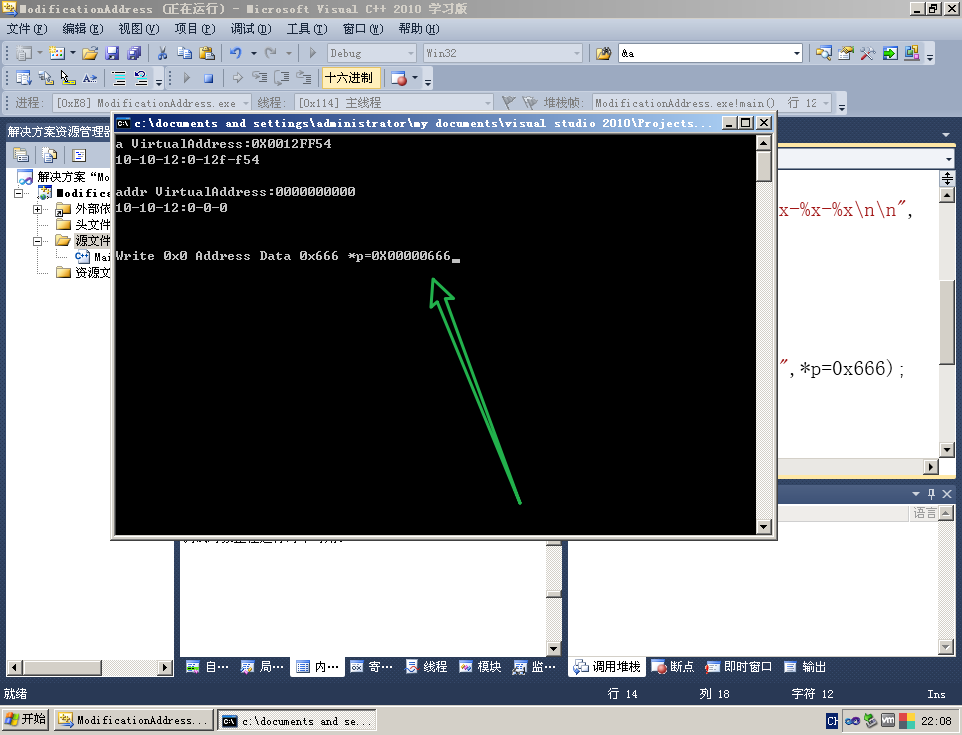 ModificationAddress (正在运行) - Microsoft Visual C++ 2010 学习版
文件(F) 编辑(E) 视图(V) 项目(P) 调试(D) 工具(T) 窗口(W) 帮助(H)
Debug Win32 &a
十六进制
进程: [0xE8] ModificationAddress.exe 线程: [0x114] 主线程 堆栈帧: ModificationAddress.exe!main() 行 12
解决方案资源管理器
c:\documents and settings\administrator\my documents\visual studio 2010\Projects...
a VirtualAddress:0X0012FF54
10-10-12:0-12f-f54
addr VirtualAddress:0000000000
10-10-12:0-0-0
Write 0x0 Address Data 0x666 *p=0X00000666
解决方案 "Mo
Modifica
外部依
头文件
源文件
Mai
资源文
x-%x-%x\n\n",
",*p=0x666);
语言
自... 局... 内... 寄... 线程 模块 监... 调用堆栈 断点 即时窗口 输出
就绪 行 14 列 18 字符 12 Ins
开始 ModificationAddress... c:\documents and se... CH 22:08